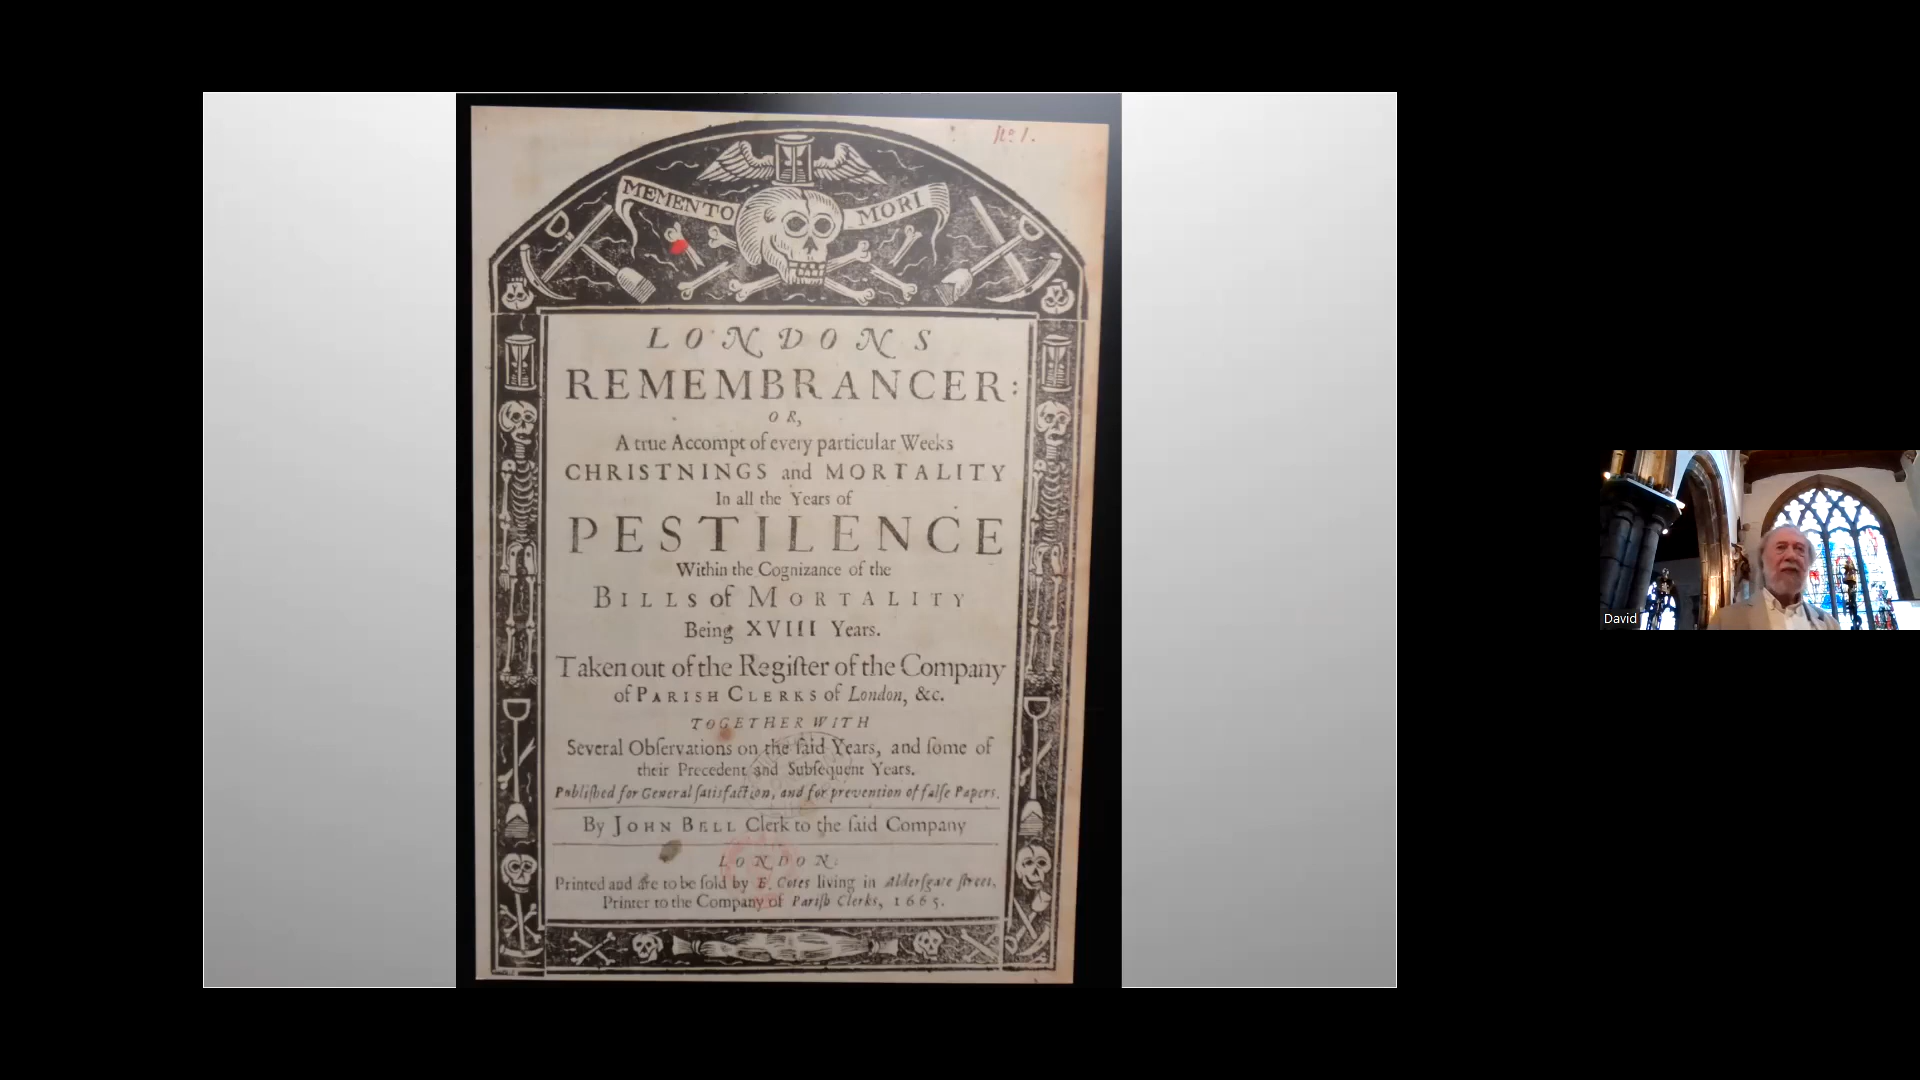 No 1.
MEMENTO MORI
LONDONS
REMEMBRANCER:
OR,
A true Accompt of every particular Weeks
CHRISTNINGS and MORTALITY
In all the Years of
PESTILENCE
Within the Cognizance of the
BILLS of MORTALITY
Being XVIII Years.
Taken out of the Regiſter of the Company
of PARISH CLERKS of London, &c.
TOGETHER WITH
Several Obſervations on the ſaid Years, and ſome of
their Precedent and Subſequent Years.
Publiſhed for General ſatisfaction, and for prevention of falſe Papers.
By JOHN BELL Clerk to the ſaid Company
LONDON:
Printed and are to be ſold by E. Cotes living in Alderſgate ſtreet,
Printer to the Company of Pariſh Clerks, 1665.
David